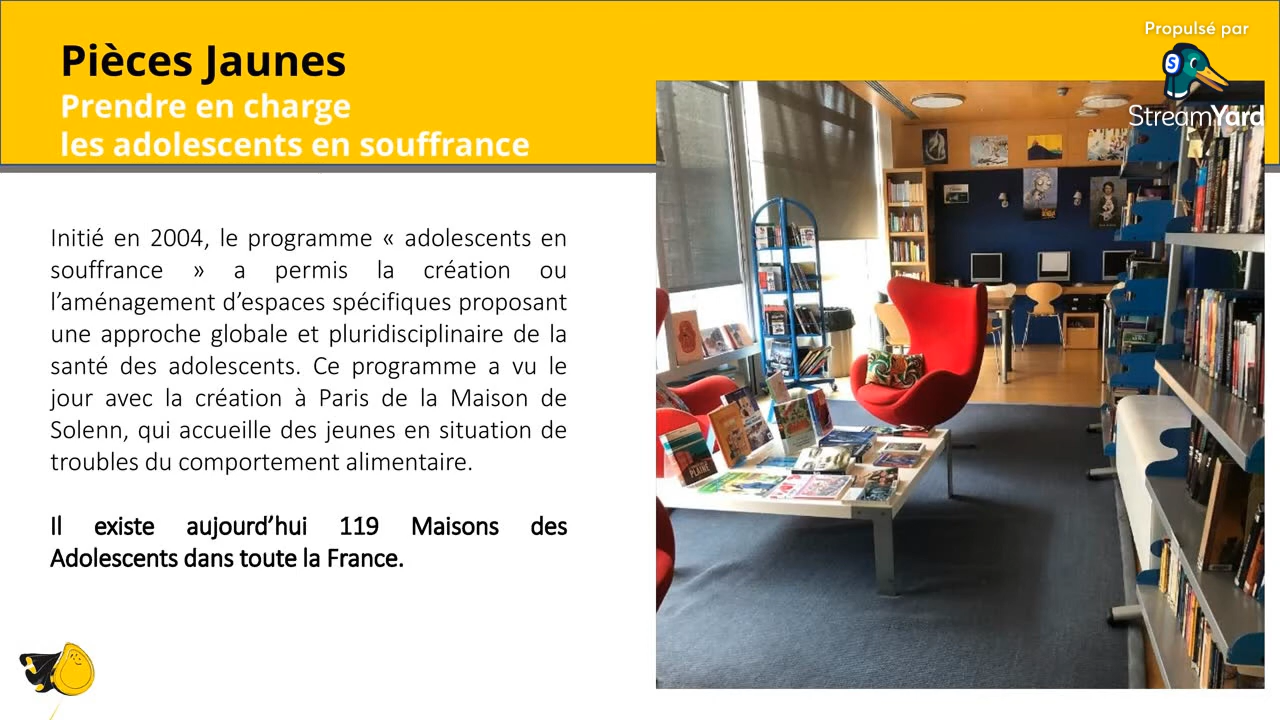 Propulsé par
StreamYard
Pièces Jaunes
Prendre en charge
les adolescents en souffrance
Initié en 2004, le programme « adolescents en
souffrance » a permis la création ou
l’aménagement d’espaces spécifiques proposant
une approche globale et pluridisciplinaire de la
santé des adolescents. Ce programme a vu le
jour avec la création à Paris de la Maison de
Solenn, qui accueille des jeunes en situation de
troubles du comportement alimentaire.
Il existe aujourd’hui 119 Maisons des
Adolescents dans toute la France.